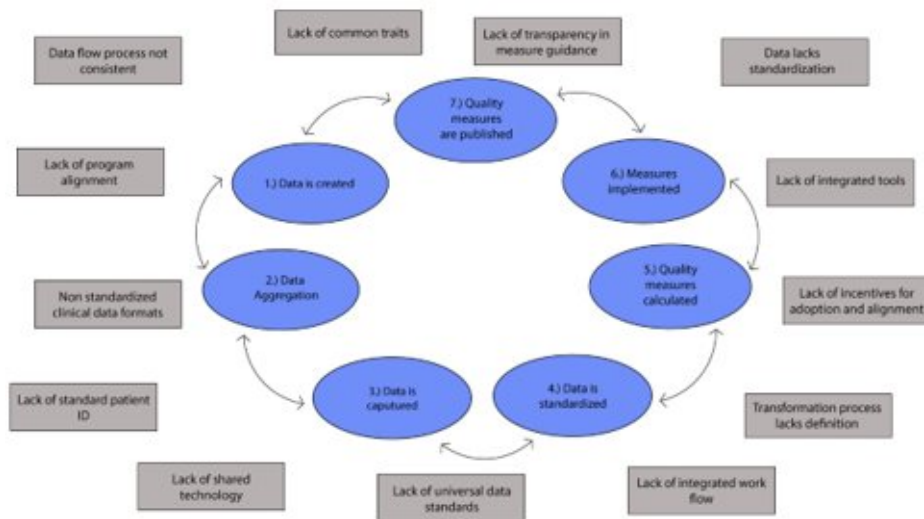 Lack of common traits
Lack of transparency in
measure guidance
Data flow process not
consistent
Data lacks
standardization
7.) Quality
measures
are published
Lack of program
alignment
1.) Data is created
6.) Measures
implemented
Lack of integrated tools
2.) Data
Aggregation
5.) Quality
measures
calculated
Non standardized
clinical data formats
Lack of incentives for
adoption and alignment
3.) Data is
caputured
4.) Data is
standardized
Lack of standard patient
ID
Transformation process
lacks definition
Lack of shared
technology
Lack of universal data
standards
Lack of integrated work
flow